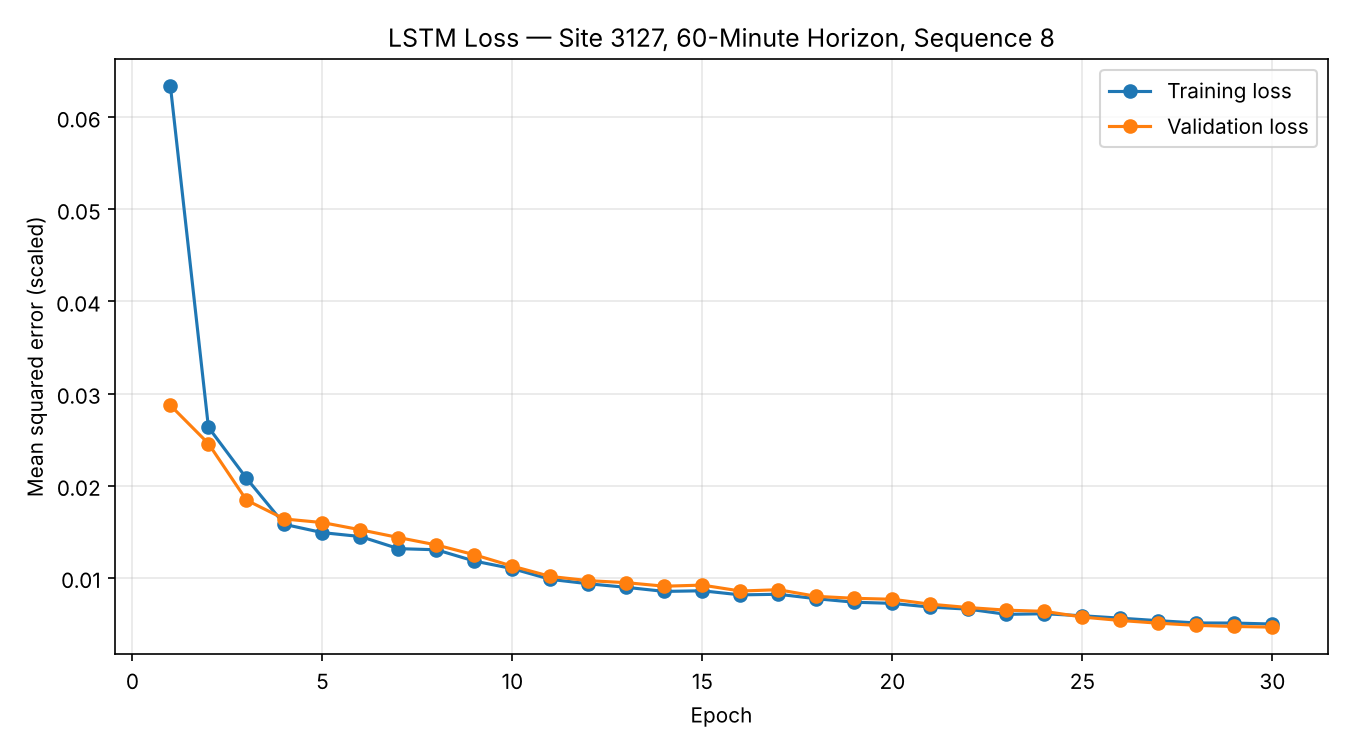 LSTM Loss — Site 3127, 60-Minute Horizon, Sequence 8
Training loss
Validation loss
Mean squared error (scaled)
0.06
0.05
0.04
0.03
0.02
0.01
0 5 10 15 20 25 30
Epoch